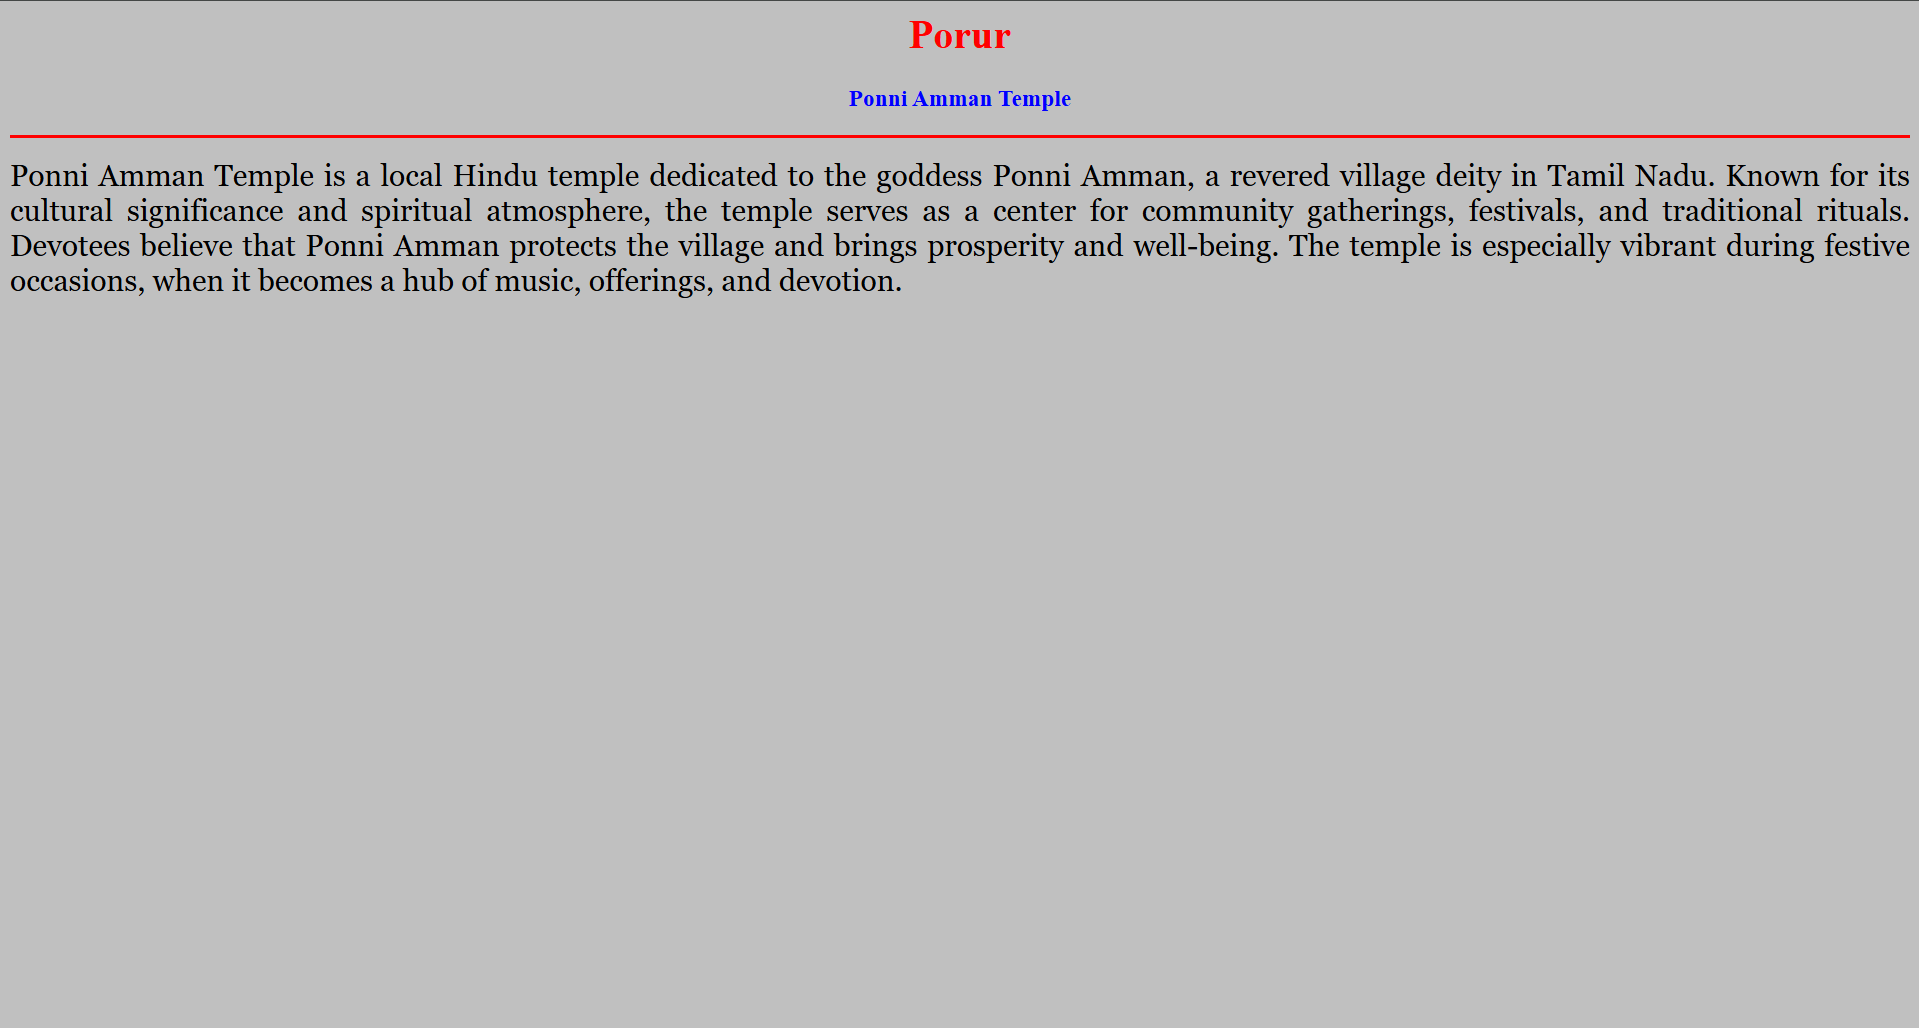 Porur
Ponni Amman Temple
Ponni Amman Temple is a local Hindu temple dedicated to the goddess Ponni Amman, a revered village deity in Tamil Nadu. Known for its
cultural significance and spiritual atmosphere, the temple serves as a center for community gatherings, festivals, and traditional rituals.
Devotees believe that Ponni Amman protects the village and brings prosperity and well-being. The temple is especially vibrant during festive
occasions, when it becomes a hub of music, offerings, and devotion.